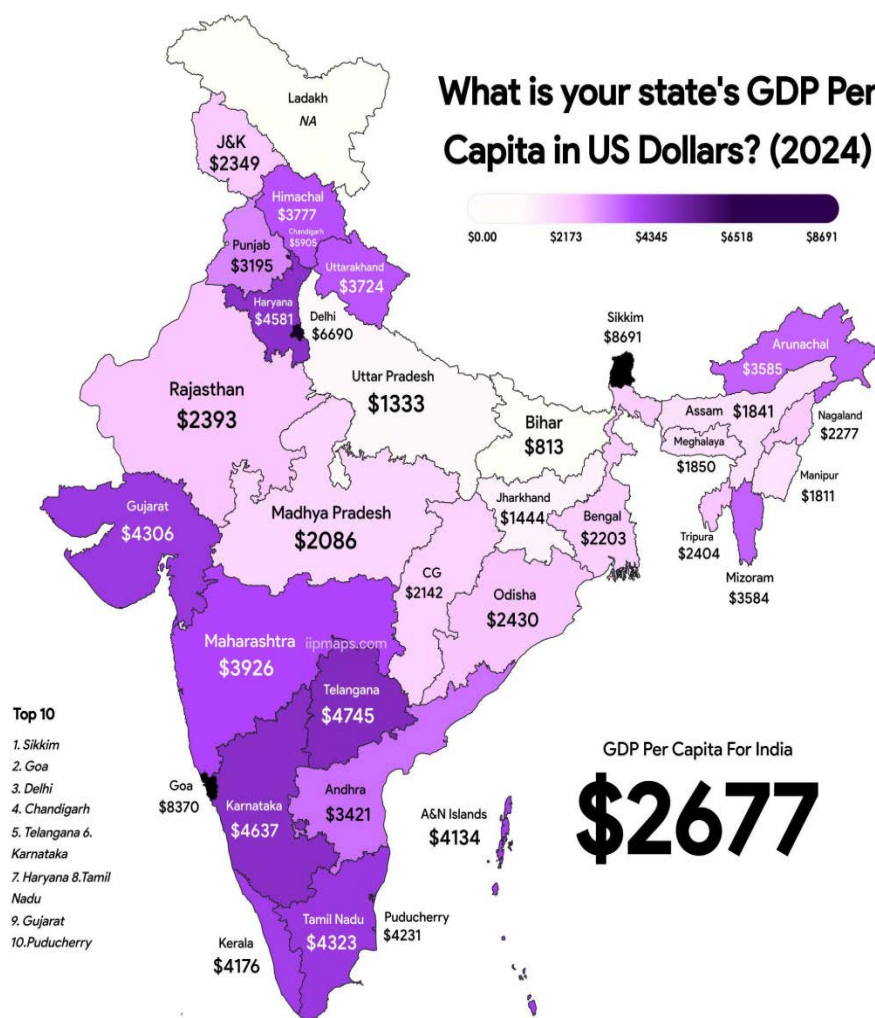 What is your state's GDP Per
Capita in US Dollars? (2024)
$0.00 $2173 $4345 $6518 $8691
Ladakh
NA
J&K
$2349
Himachal
$3777
Chandigarh
$5905
Punjab
$3195
Uttarakhand
$3724
Haryana
$4581
Delhi
$6690
Sikkim
$8691
Arunachal
$3585
Rajasthan
$2393
Uttar Pradesh
$1333
Bihar
$813
Assam $1841
Meghalaya
$1850
Nagaland
$2277
Manipur
$1811
Jharkhand
$1444
Bengal
$2203
Tripura
$2404
Mizoram
$3584
Gujarat
$4306
Madhya Pradesh
$2086
CG
$2142
Odisha
$2430
Maharashtra
$3926
iipmaps.com
Telangana
$4745
Top 10
1. Sikkim
2. Goa
3. Delhi
4. Chandigarh
5. Telangana 6.
Karnataka
7. Haryana 8.Tamil
Nadu
9. Gujarat
10.Puducherry
Goa
$8370
Karnataka
$4637
Andhra
$3421
A&N Islands
$4134
GDP Per Capita For India
$2677
Kerala
$4176
Tamil Nadu
$4323
Puducherry
$4231